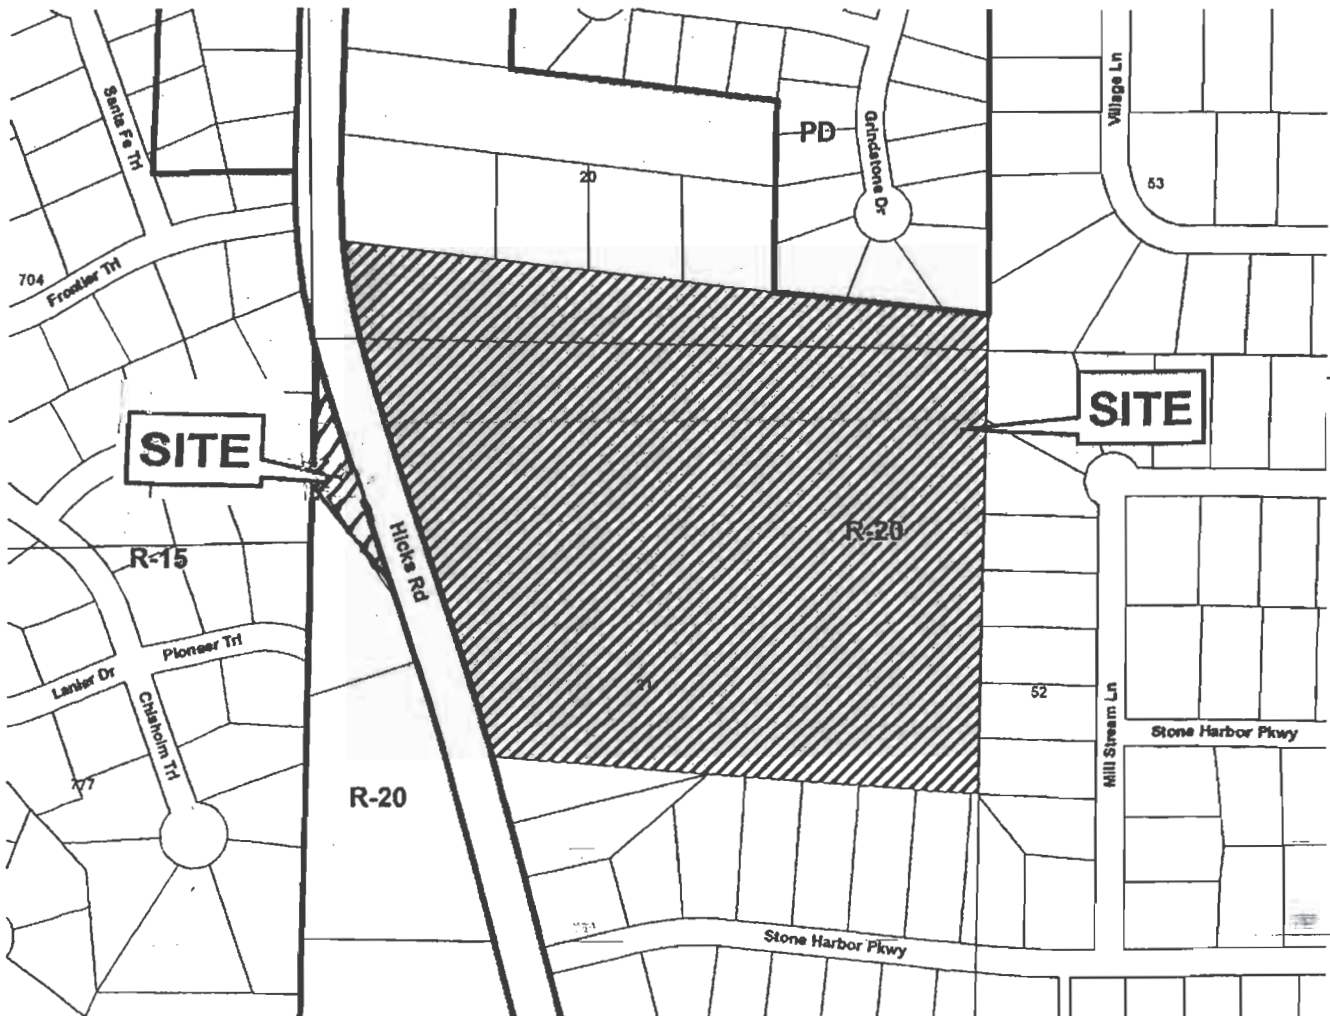 Santa Fe Trl
Village Ln
PD
Grindstone Dr
20
53
704
Frontier Trl
SITE
SITE
Hicks Rd
R-20
R-15
Pioneer Trl
Lanier Dr
Chisholm Trl
52
Mill Stream Ln
Stone Harbor Pkwy
777
R-20
Stone Harbor Pkwy